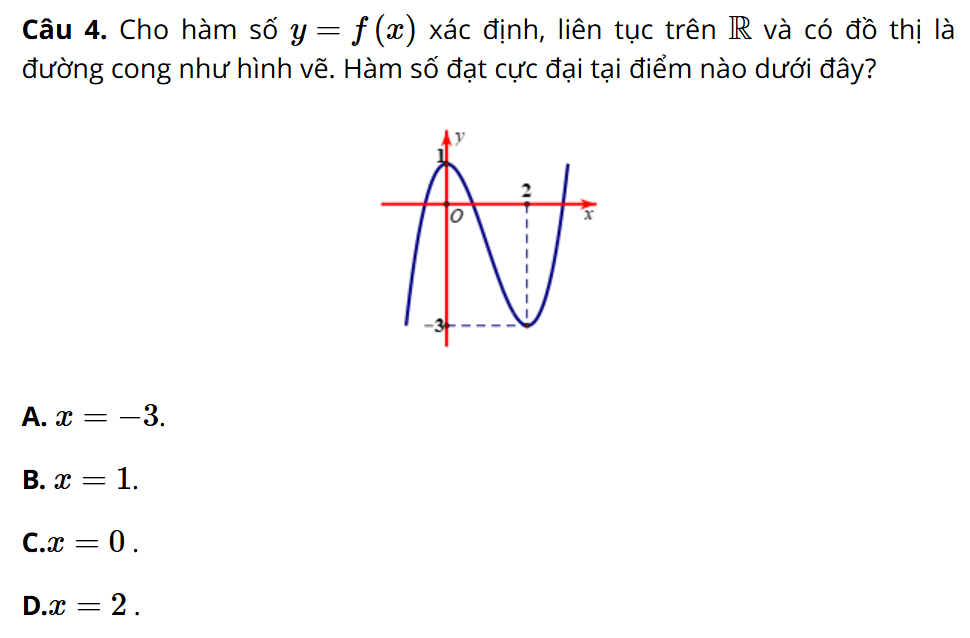 Câu 4. Cho hàm số y = f (x) xác định, liên tục trên ℝ và có đồ thị là
đường cong như hình vẽ. Hàm số đạt cực đại tại điểm nào dưới đây?
y
1
2
O
x
−3
A. x = −3.
B. x = 1.
C.x = 0 .
D.x = 2 .